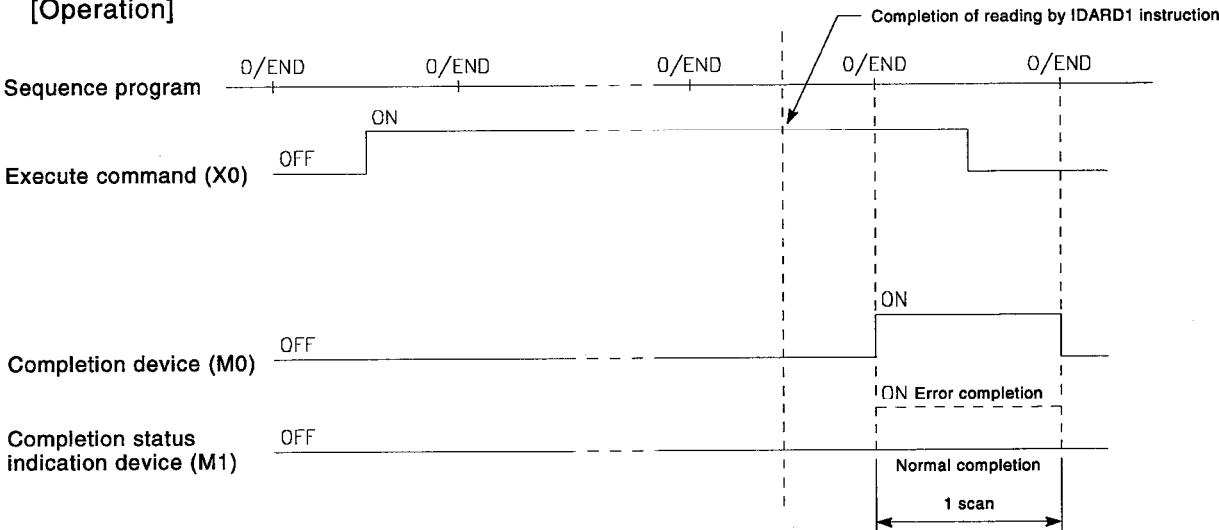 [Operation]
Completion of reading by IDARD1 instruction
0/END 0/END 0/END 0/END 0/END
Sequence program
ON
OFF
Execute command (X0)
ON
OFF
Completion device (M0)
ON Error completion
OFF
Completion status
indication device (M1)
Normal completion
1 scan